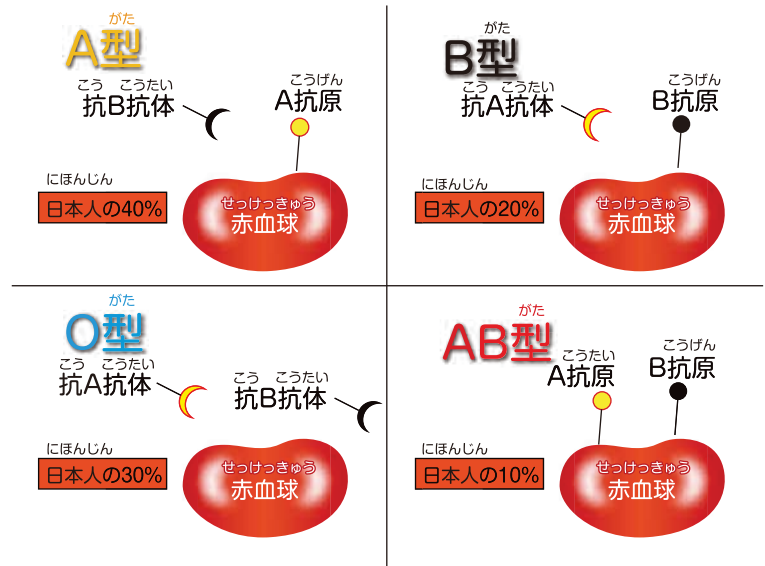 がた
A型
こう こうたい
抗B抗体
こうげん
A抗原
にほんじん
日本人の40%
せっけっきゅう
赤血球
がた
B型
こう こうたい
抗A抗体
こうげん
B抗原
にほんじん
日本人の20%
せっけっきゅう
赤血球
がた
O型
こう こうたい
抗A抗体
こう こうたい
抗B抗体
にほんじん
日本人の30%
せっけっきゅう
赤血球
がた
AB型
こうたい
A抗原
こうげん
B抗原
にほんじん
日本人の10%
せっけっきゅう
赤血球